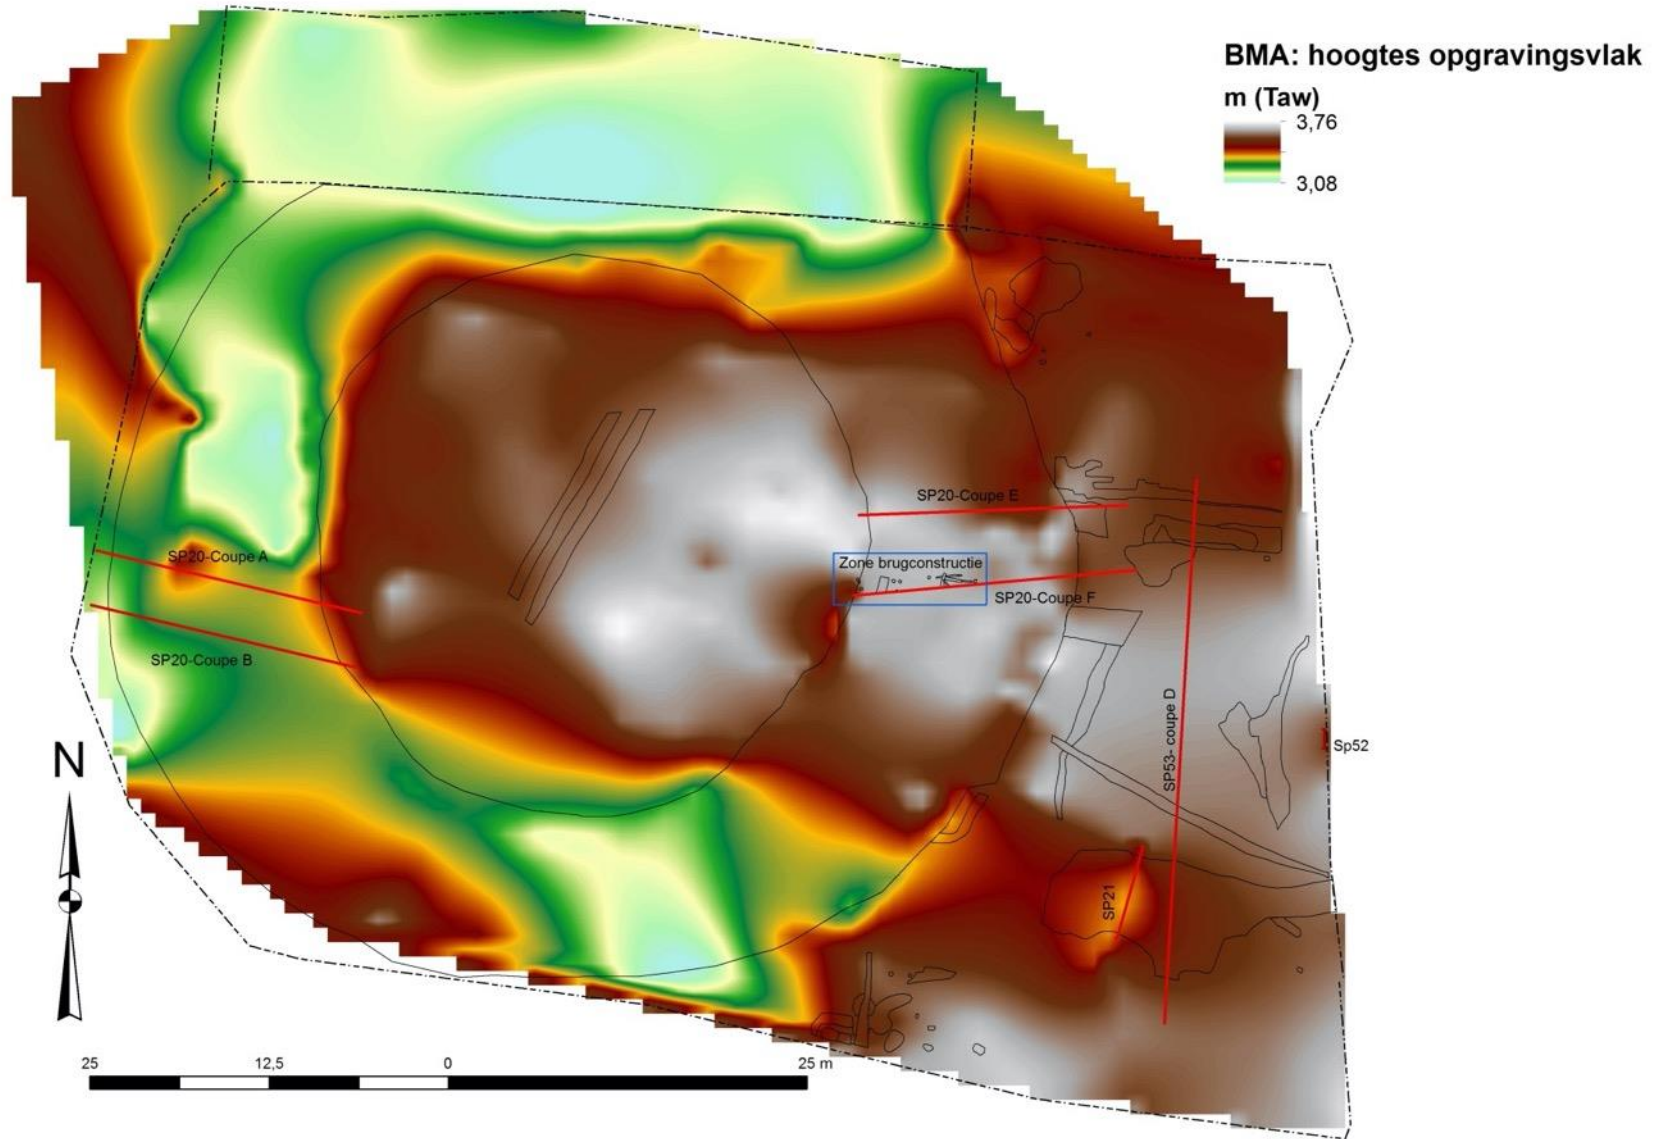 BMA: hoogtes opgravingsvlak
m (Taw)
3,76
3,08
SP20-Coupe E
SP20-Coupe A
Zone brugconstructie
SP20-Coupe F
SP20-Coupe B
SP53- coupe D
Sp52
N
SP21
25 12,5 0 25 m